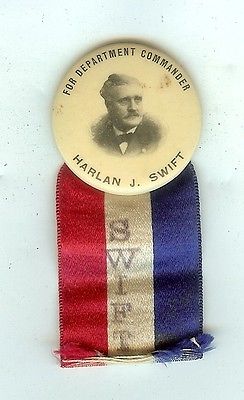 FOR DEPARTMENT COMMANDER
HARLAN J. SWIFT
SWIFT